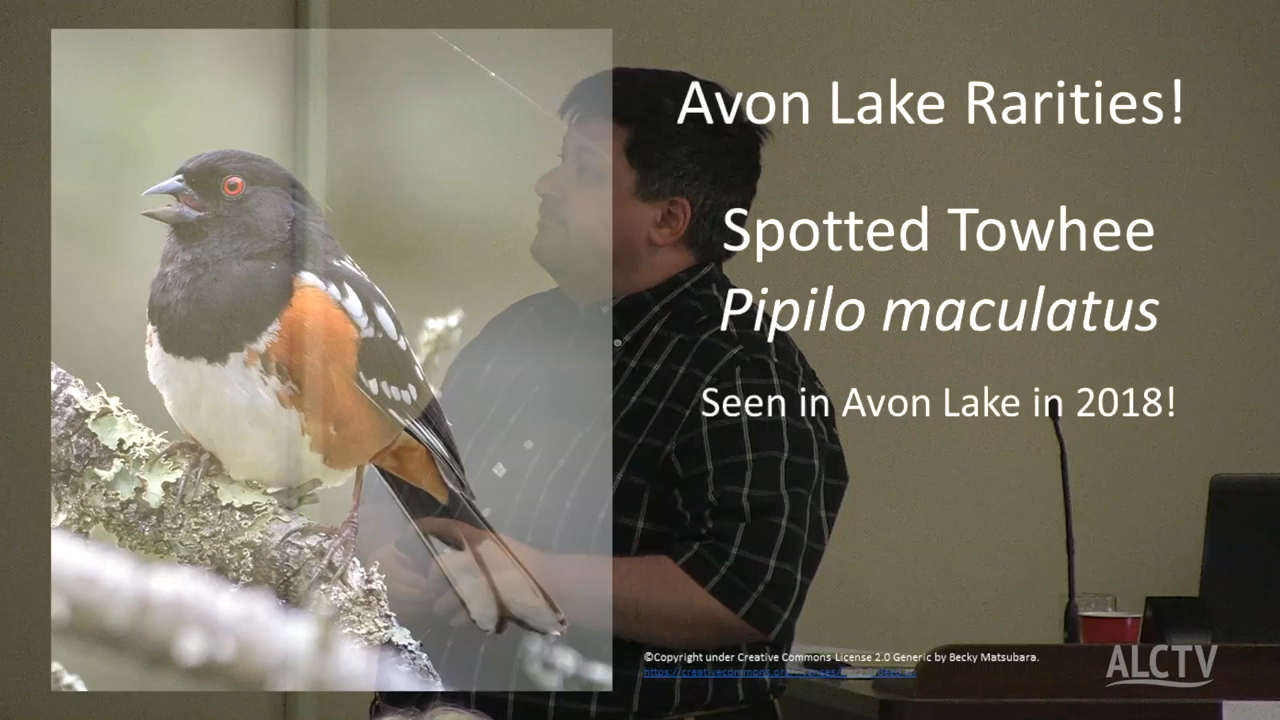 Avon Lake Rarities!
Spotted Towhee
Pipilo maculatus
Seen in Avon Lake in 2018!
©Copyright under Creative Commons License 2.0 Generic by Becky Matsubara.
ALCTV